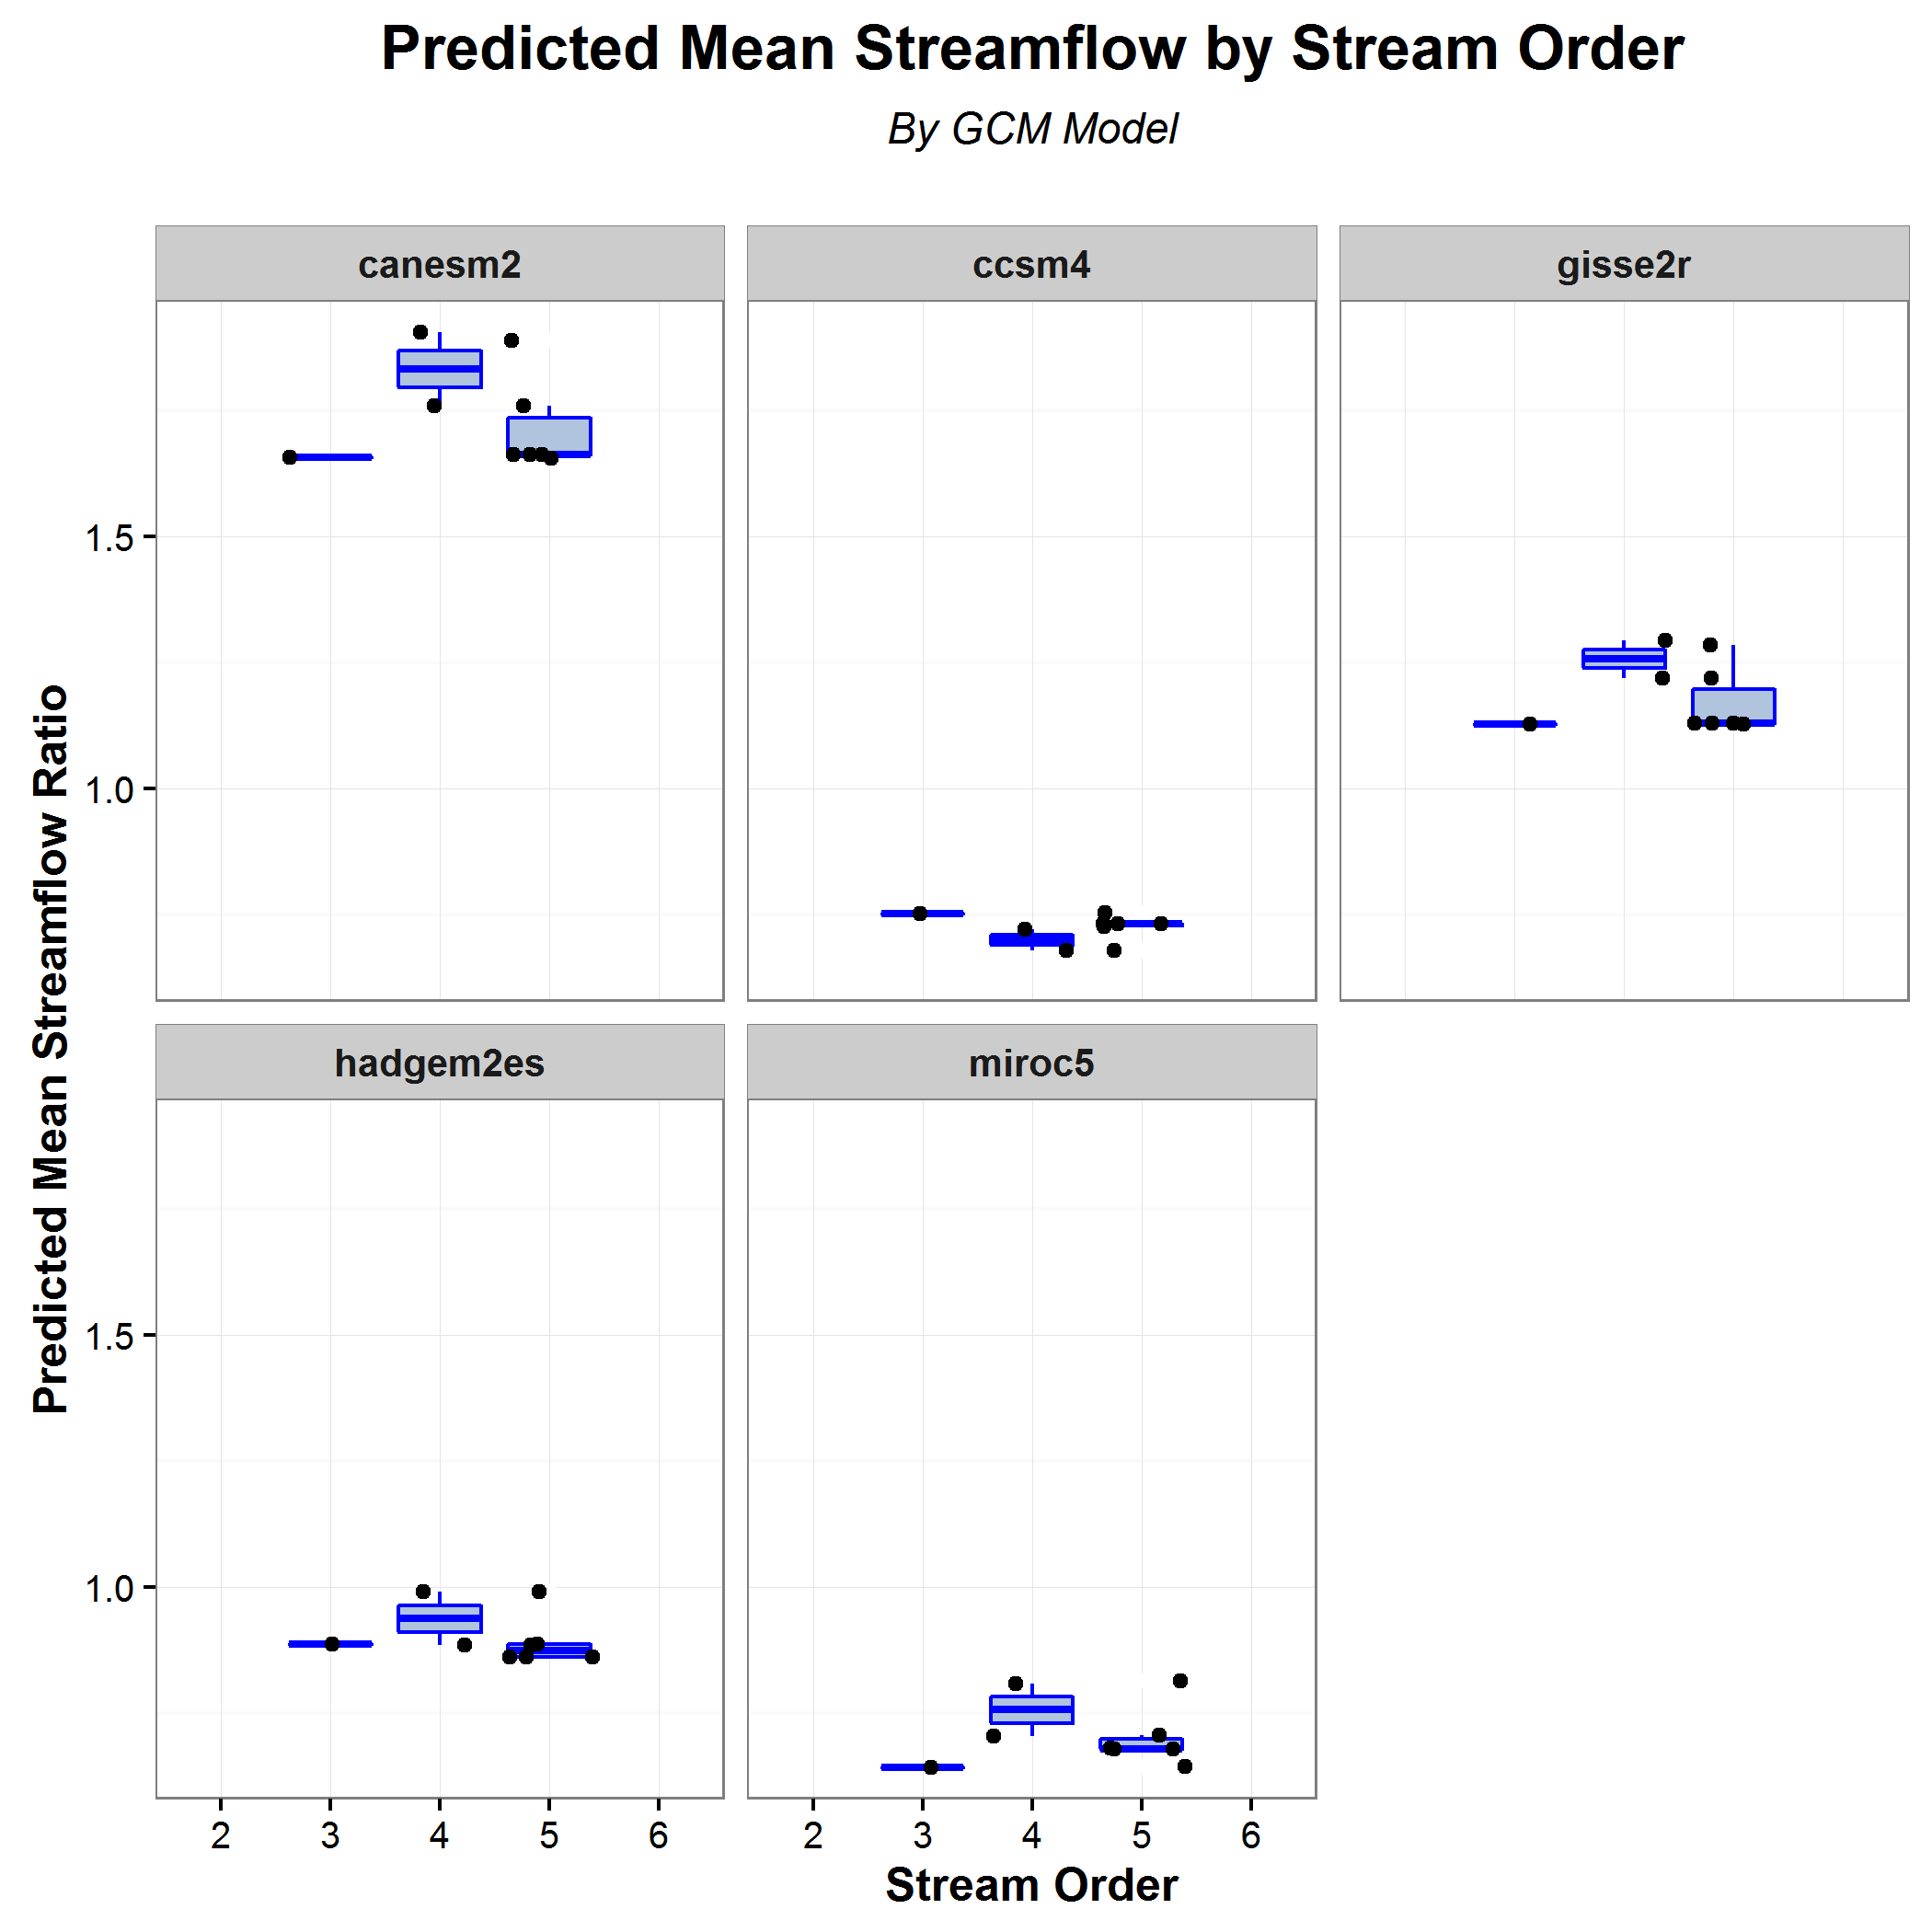 Predicted Mean Streamflow by Stream Order
By GCM Model
canesm2
ccsm4
gisse2r
1.5
1.0
Predicted Mean Streamflow Ratio
hadgem2es
miroc5
1.5
1.0
2 3 4 5 6
2 3 4 5 6
Stream Order